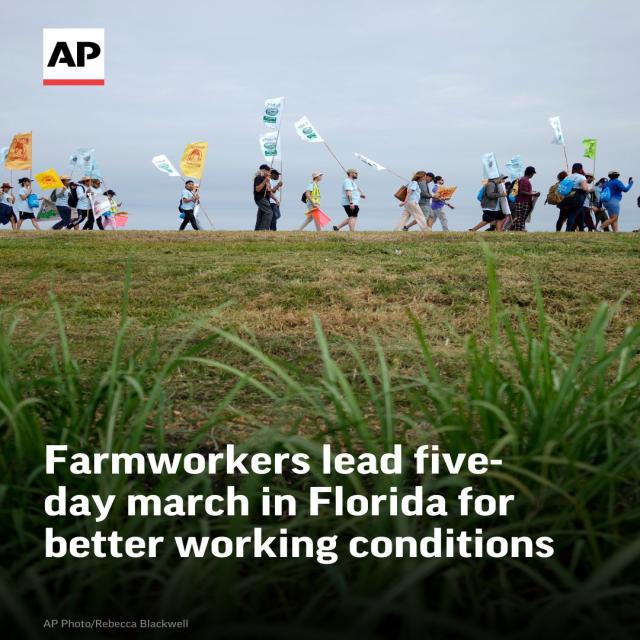 AP
Farmworkers lead five-
day march in Florida for
better working conditions
AP Photo/Rebecca Blackwell